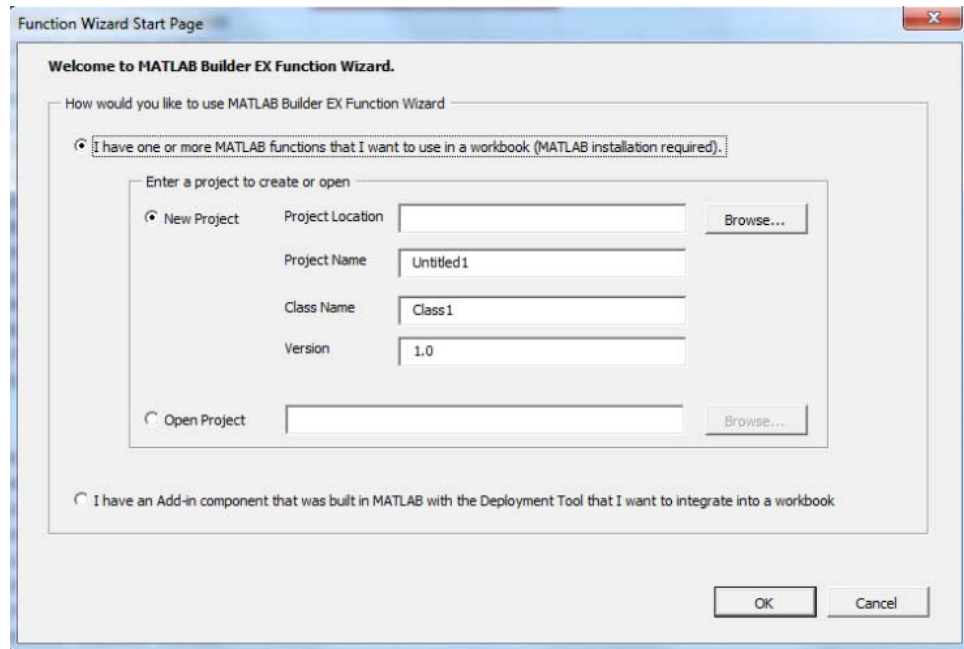 Function Wizard Start Page
Welcome to MATLAB Builder EX Function Wizard.
How would you like to use MATLAB Builder EX Function Wizard
I have one or more MATLAB functions that I want to use in a workbook (MATLAB installation required).
Enter a project to create or open
New Project Project Location Browse...
Project Name Untitled1
Class Name Class1
Version 1.0
Open Project Browse...
I have an Add-in component that was built in MATLAB with the Deployment Tool that I want to integrate into a workbook
OK Cancel